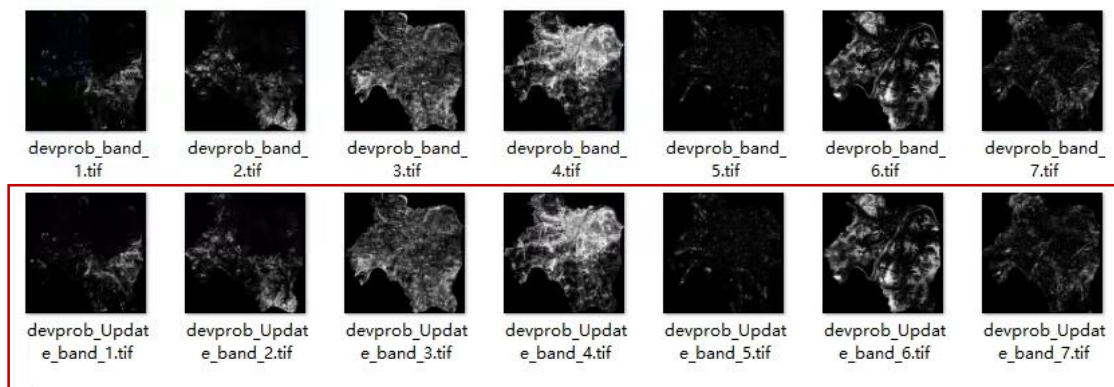 devprob_band_
1.tif
devprob_band_
2.tif
devprob_band_
3.tif
devprob_band_
4.tif
devprob_band_
5.tif
devprob_band_
6.tif
devprob_band_
7.tif
devprob_Updat
e_band_1.tif
devprob_Updat
e_band_2.tif
devprob_Updat
e_band_3.tif
devprob_Updat
e_band_4.tif
devprob_Updat
e_band_5.tif
devprob_Updat
e_band_6.tif
devprob_Updat
e_band_7.tif